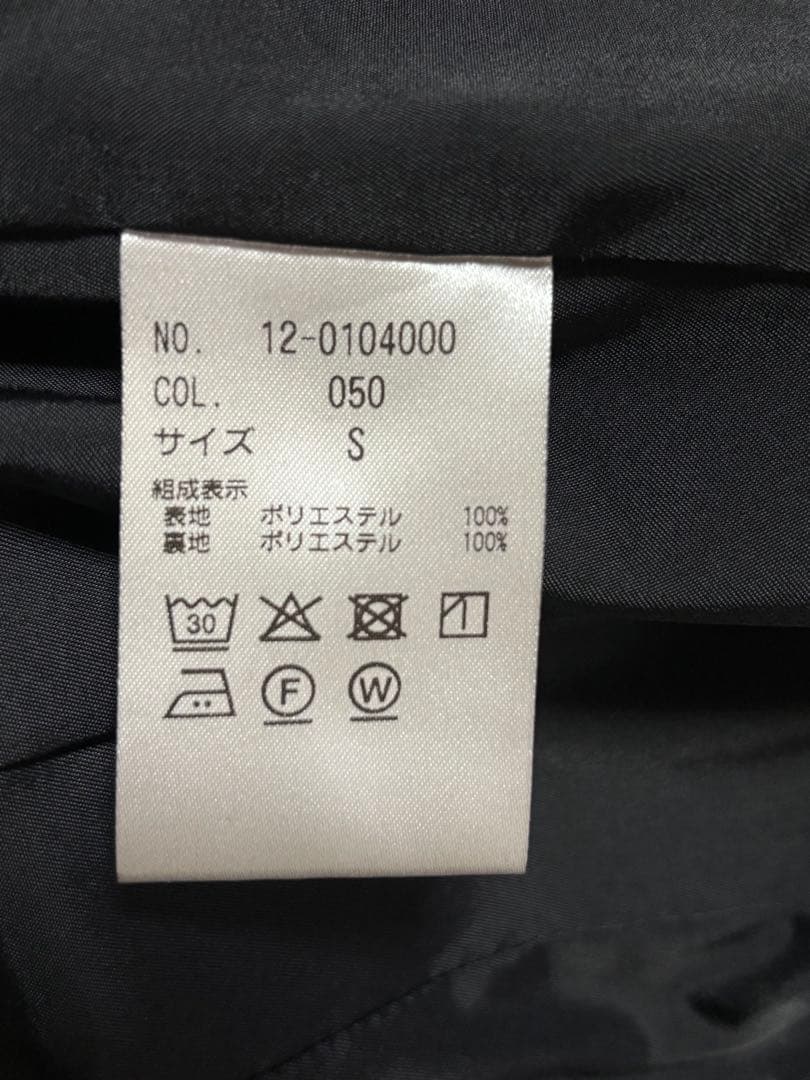 NO. 12-0104000
COL. 050
サイズ S
組成表示
表地 ポリエステル 100%
裏地 ポリエステル 100%
30
F W